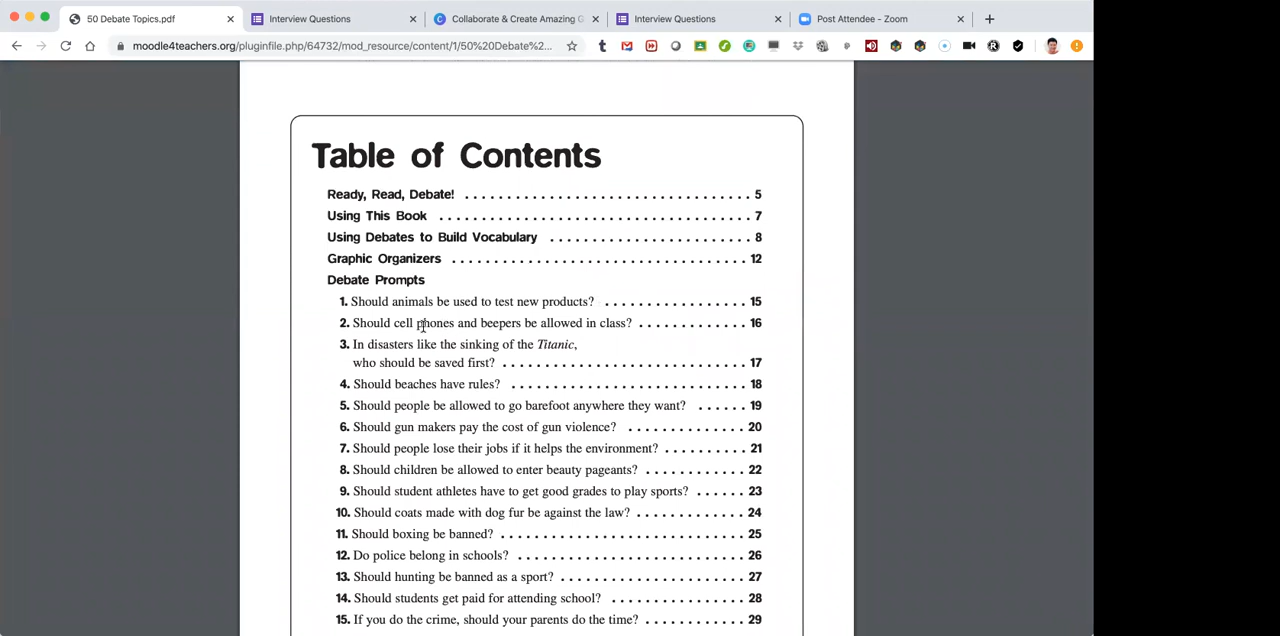 50 Debate Topics.pdf
Interview Questions
Collaborate & Create Amazing G
Interview Questions
Post Attendee - Zoom
moodle4teachers.org/pluginfile.php/64732/mod_resource/content/1/50%20Debate%2...
Table of Contents
Ready, Read, Debate! . . . . . . . . . . . . . . . . . . . . . . . . . . . . . . . . . 5
Using This Book . . . . . . . . . . . . . . . . . . . . . . . . . . . . . . . . . . . . 7
Using Debates to Build Vocabulary . . . . . . . . . . . . . . . . . . . . . . . 8
Graphic Organizers . . . . . . . . . . . . . . . . . . . . . . . . . . . . . . . . . . 12
Debate Prompts
1. Should animals be used to test new products? . . . . . . . . . . . . . . . . 15
2. Should cell phones and beepers be allowed in class? . . . . . . . . . . . . 16
3. In disasters like the sinking of the Titanic,
who should be saved first? . . . . . . . . . . . . . . . . . . . . . . . . . . . . 17
4. Should beaches have rules? . . . . . . . . . . . . . . . . . . . . . . . . . . . 18
5. Should people be allowed to go barefoot anywhere they want? . . . . . . 19
6. Should gun makers pay the cost of gun violence? . . . . . . . . . . . . . 20
7. Should people lose their jobs if it helps the environment? . . . . . . . . . 21
8. Should children be allowed to enter beauty pageants? . . . . . . . . . . . 22
9. Should student athletes have to get good grades to play sports? . . . . . . 23
10. Should coats made with dog fur be against the law? . . . . . . . . . . . . 24
11. Should boxing be banned? . . . . . . . . . . . . . . . . . . . . . . . . . . . . 25
12. Do police belong in schools? . . . . . . . . . . . . . . . . . . . . . . . . . . 26
13. Should hunting be banned as a sport? . . . . . . . . . . . . . . . . . . . . . 27
14. Should students get paid for attending school? . . . . . . . . . . . . . . . 28
15. If you do the crime, should your parents do the time? . . . . . . . . . . . 29